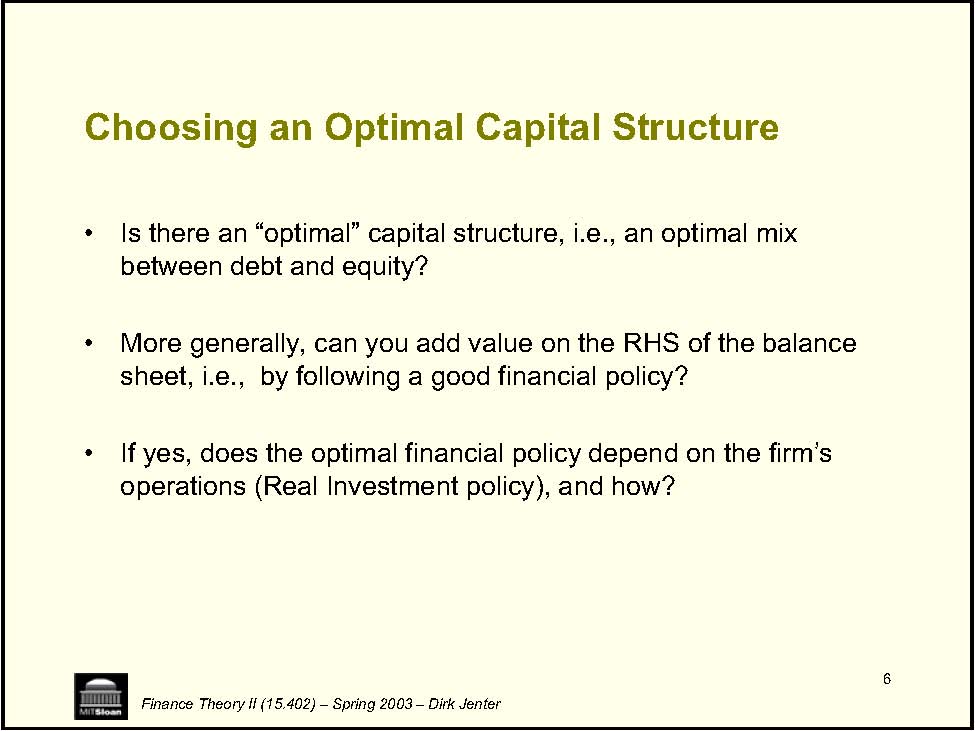 Choosing an Optimal Capital Structure
• Is there an “optimal” capital structure, i.e., an optimal mix
between debt and equity?
• More generally, can you add value on the RHS of the balance
sheet, i.e., by following a good financial policy?
• If yes, does the optimal financial policy depend on the firm’s
operations (Real Investment policy), and how?
6
MITSloan
Finance Theory II (15.402) – Spring 2003 – Dirk Jenter